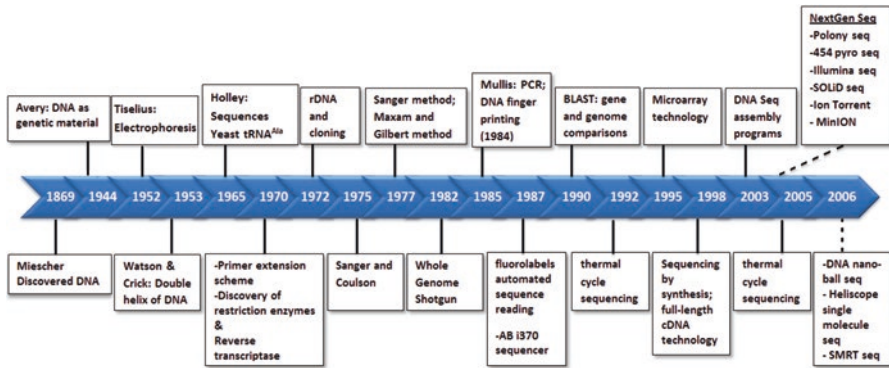 NextGen Seq
-Polony seq
-454 pyro seq
-Illumina seq
-SOLiD seq
-Ion Torrent
- MinION
Avery: DNA as
genetic material
Tiselius:
Electrophoresis
Holley:
Sequences
Yeast tRNAAla
rDNA
and
cloning
Sanger method;
Maxam and
Gilbert method
Mullis: PCR;
DNA finger
printing
(1984)
BLAST: gene
and genome
comparisons
Microarray
technology
DNA Seq
assembly
programs
1869 1944 1952 1953 1965 1970 1972 1975 1977 1982 1985 1987 1990 1992 1995 1998 2003 2005 2006
Miescher
Discovered DNA
Watson &
Crick: Double
helix of DNA
-Primer extension
scheme
-Discovery of
restriction enzymes
&
Reverse
transcriptase
Sanger and
Coulson
Whole
Genome
Shotgun
fluorolabels
automated
sequence
reading
-AB i370
sequencer
thermal
cycle
sequencing
Sequencing
by
synthesis;
full-length
cDNA
technology
thermal
cycle
sequencing
-DNA nano-
ball seq
- Heliscope
single
molecule
seq
- SMRT seq